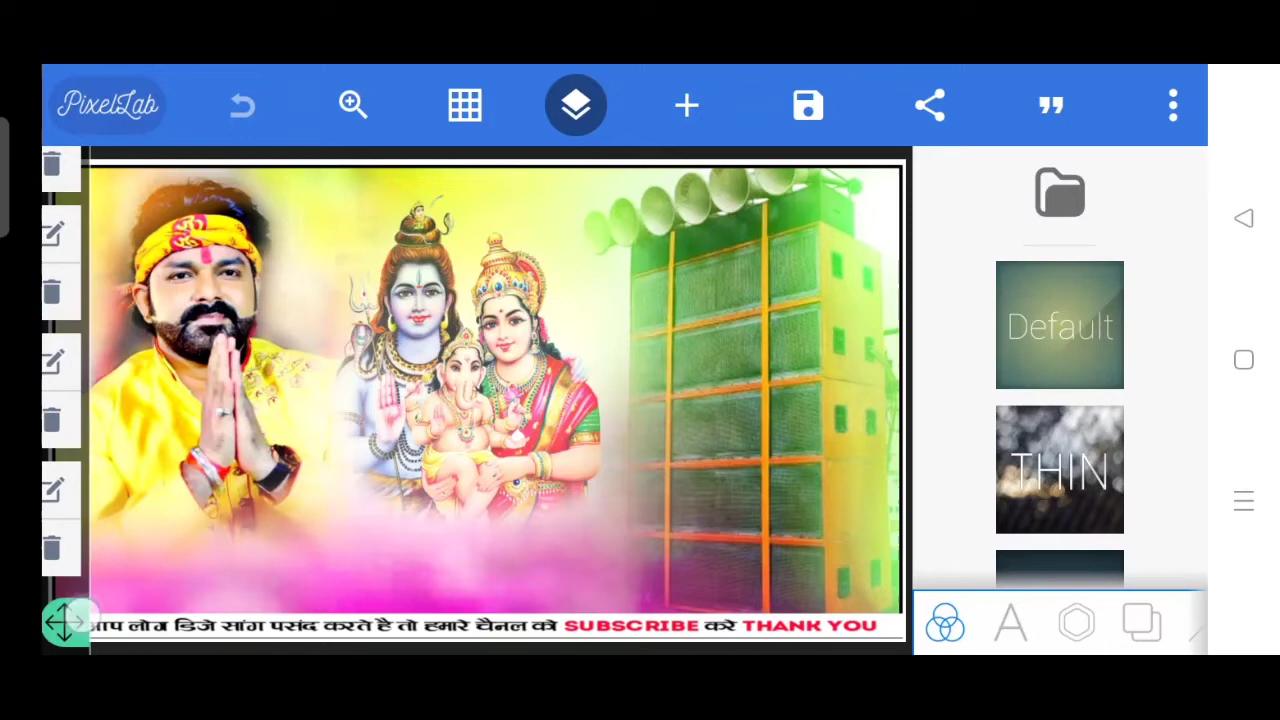 PixelLab
Default
THIN
आप लोग डिजे सांग पसंद करते है तो हमारे चैनल को SUBSCRIBE करे THANK YOU